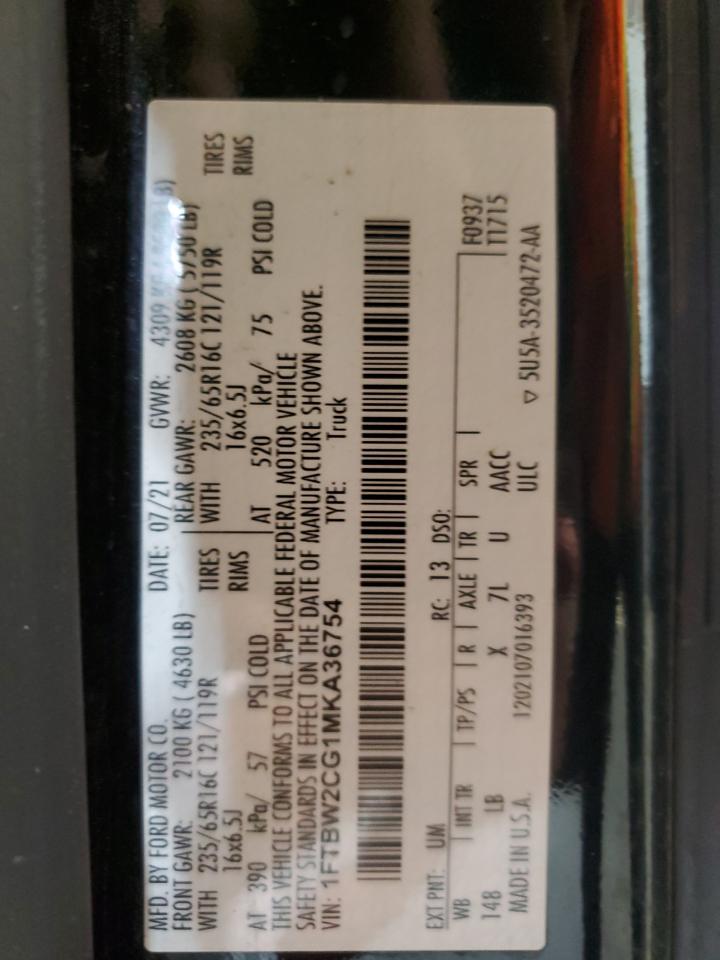 MFD. BY FORD MOTOR CO. DATE: 07/21 GVWR: 4309 KG
FRONT GAWR: 2100 KG ( 4630 LB) REAR GAWR: 2608 KG ( 5750 LB)
WITH 235/65R16C 121/119R TIRES WITH 235/65R16C 121/119R TIRES
16x6.5J RIMS 16x6.5J RIMS
AT 390 kPa/ 57 PSI COLD AT 520 kPa/ 75 PSI COLD
THIS VEHICLE CONFORMS TO ALL APPLICABLE FEDERAL MOTOR VEHICLE
SAFETY STANDARDS IN EFFECT ON THE DATE OF MANUFACTURE SHOWN ABOVE.
VIN: 1FTBW2CG1MKA36754 TYPE: Truck
EXT PNT: UM RC: 13 DSO: F0937
WB INT TR TP/PS R AXLE TR SPR T1715
148 LB X 7L U AACC
MADE IN U.S.A. 1202107016393 ULC ▽ 5U5A-3520472-AA